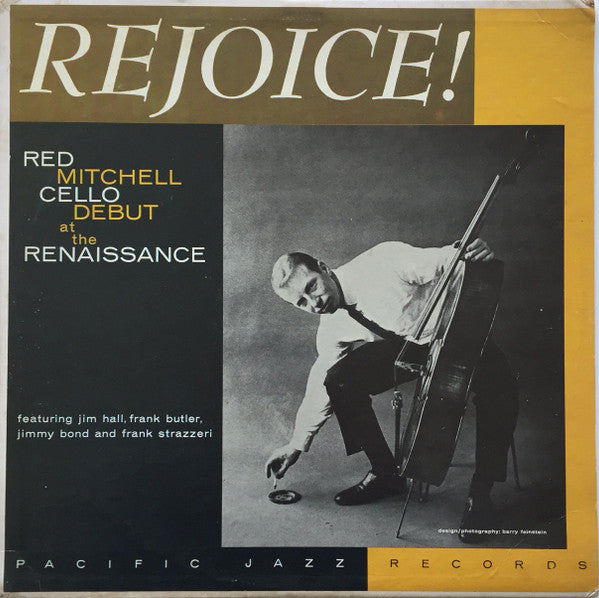 REJOICE!
RED
MITCHELL
CELLO
DEBUT
at
the
RENAISSANCE
featuring jim hall, frank butler,
jimmy bond and frank strazzeri
design/photography: barry feinstein
PACIFIC JAZZ RECORDS